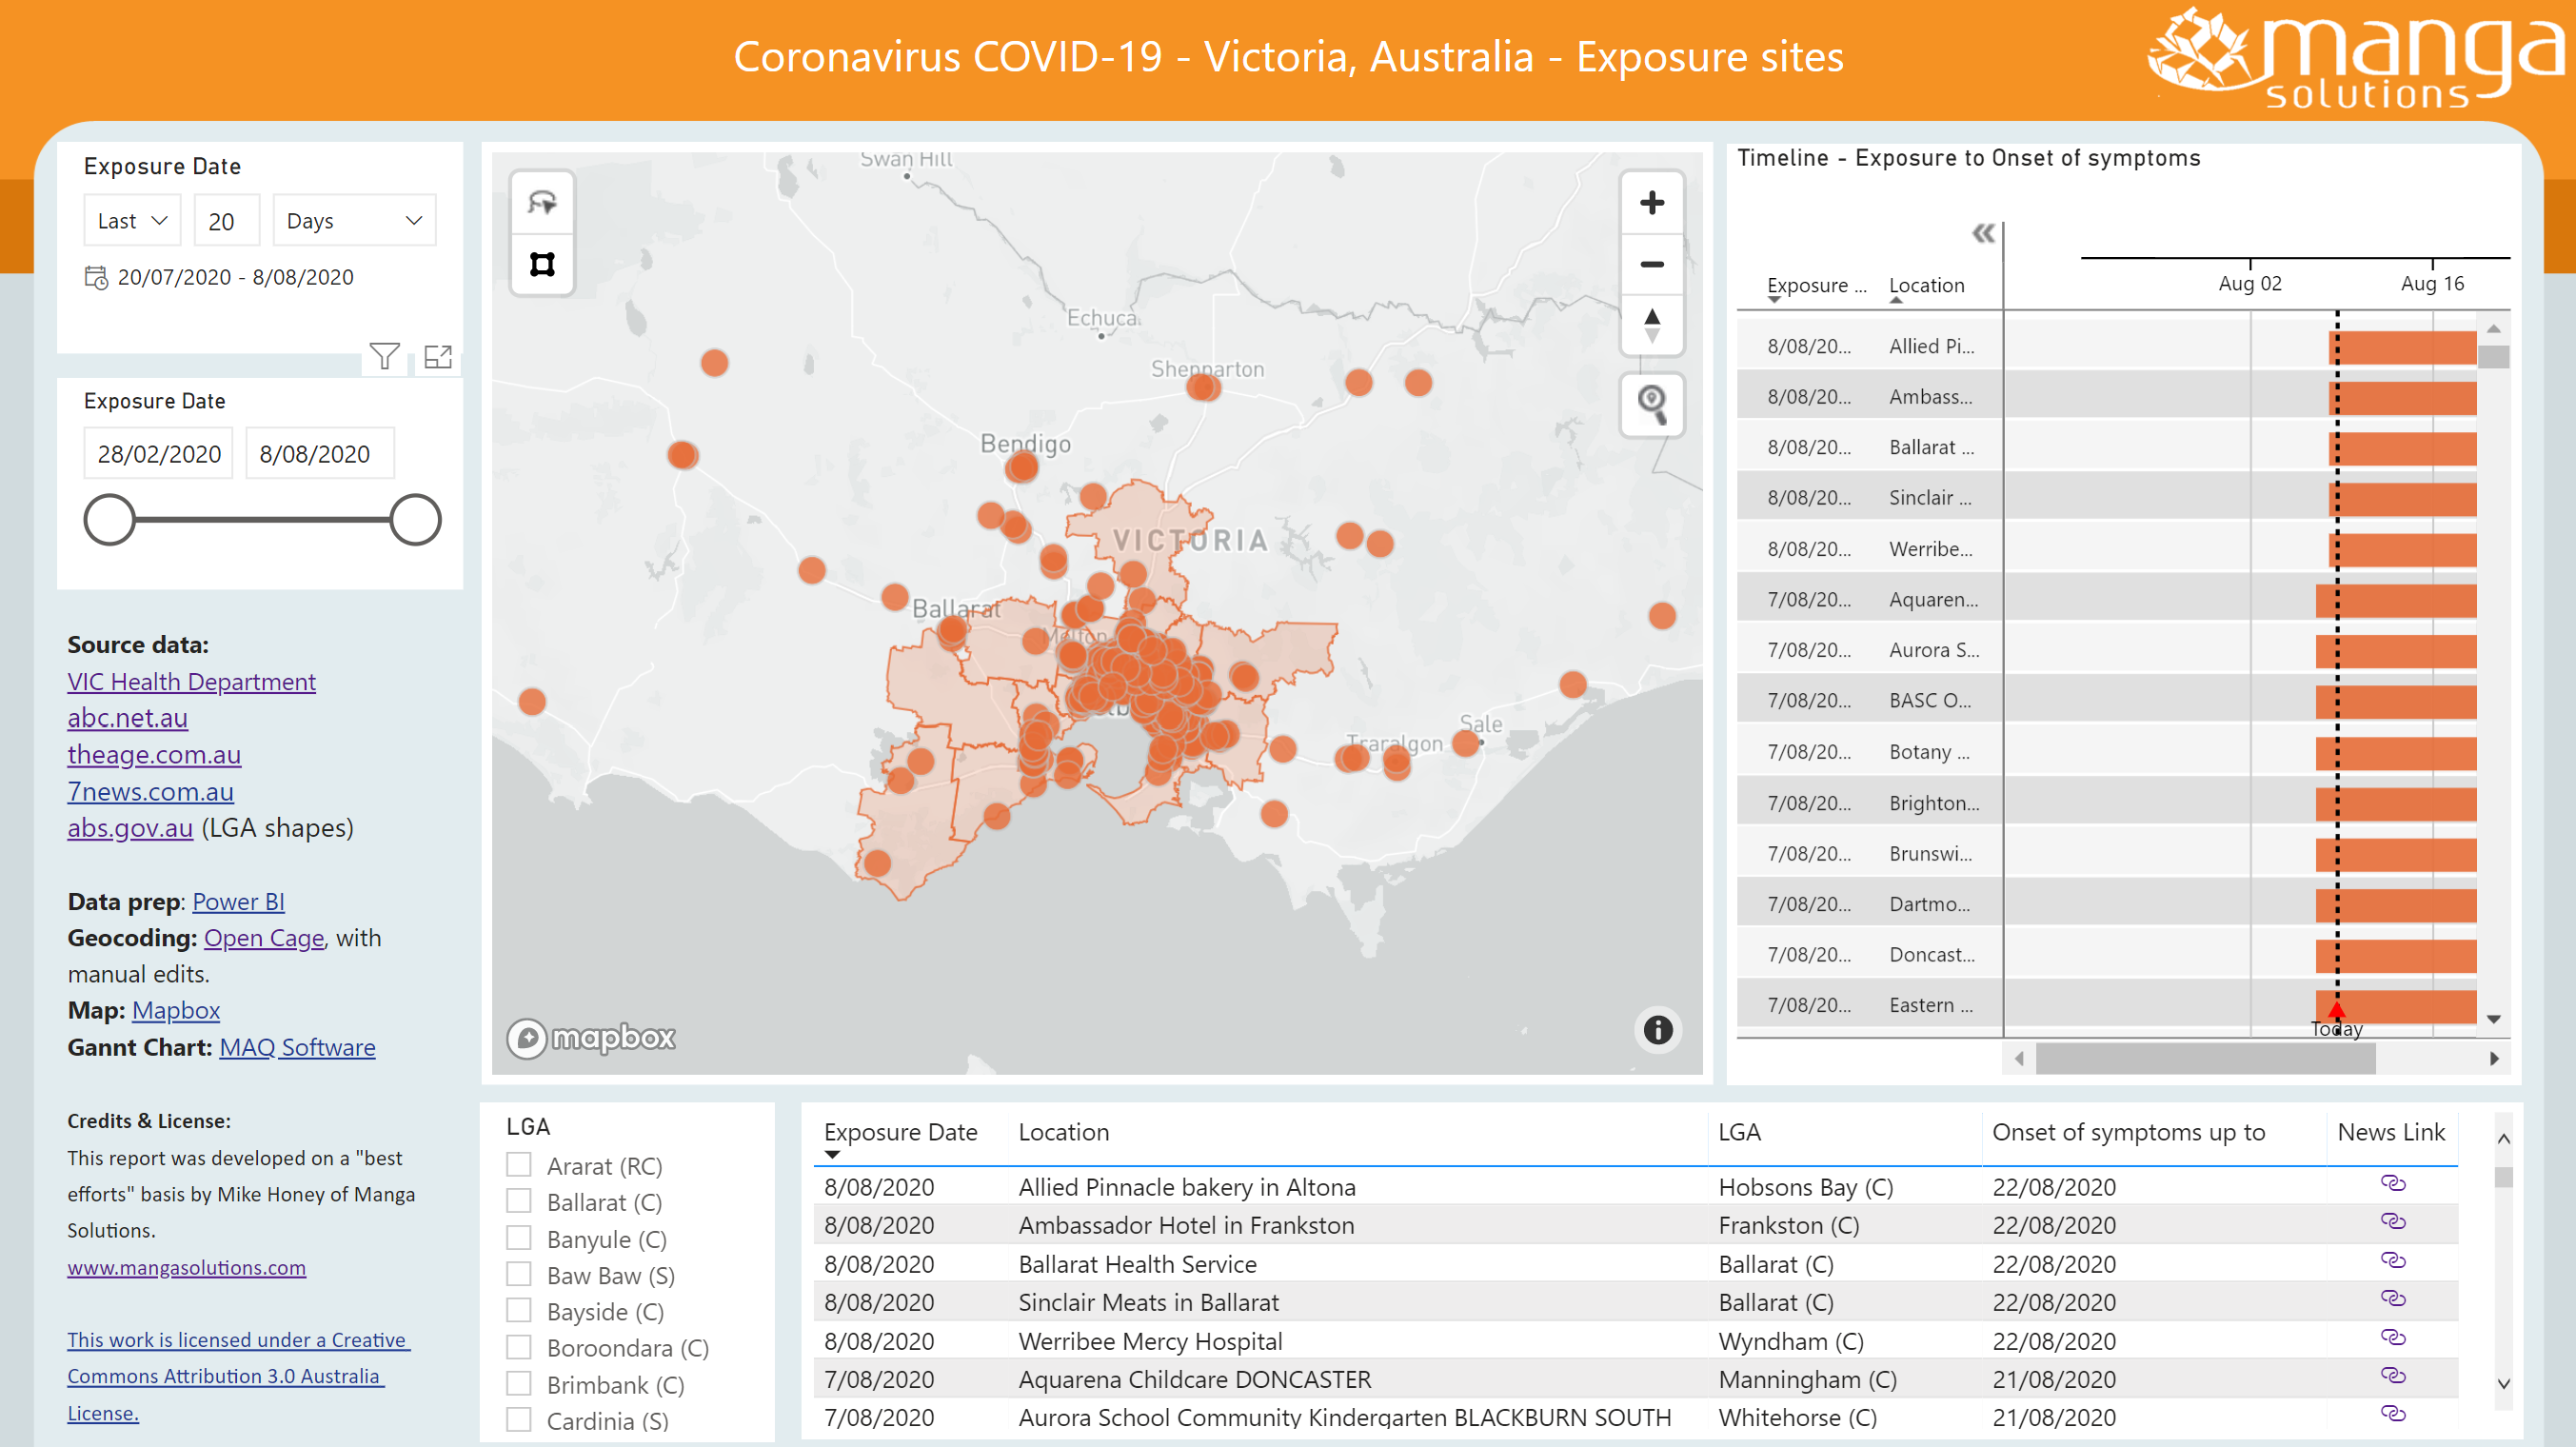 Coronavirus COVID-19 - Victoria, Australia - Exposure sites
manga
solutions
Exposure Date
Last 20 Days
20/07/2020 - 8/08/2020
Exposure Date
28/02/2020 8/08/2020
Source data:
VIC Health Department
abc.net.au
theage.com.au
7news.com.au
abs.gov.au (LGA shapes)
Data prep: Power BI
Geocoding: Open Cage, with
manual edits.
Map: Mapbox
Gannt Chart: MAQ Software
Credits & License:
This report was developed on a "best
efforts" basis by Mike Honey of Manga
Solutions.
www.mangasolutions.com
This work is licensed under a Creative
Commons Attribution 3.0 Australia
License.
Swan Hill
Echuca
Shepparton
Bendigo
VICTORIA
Ballarat
Melton
Sale
Traralgon
mapbox
Timeline - Exposure to Onset of symptoms
Aug 02 Aug 16
Exposure ... Location
8/08/20... Allied Pi...
8/08/20... Ambass...
8/08/20... Ballarat ...
8/08/20... Sinclair ...
8/08/20... Werribe...
7/08/20... Aquaren...
7/08/20... Aurora S...
7/08/20... BASC O...
7/08/20... Botany ...
7/08/20... Brighton...
7/08/20... Brunswi...
7/08/20... Dartmo...
7/08/20... Doncast...
7/08/20... Eastern ...
Today
LGA
Ararat (RC)
Ballarat (C)
Banyule (C)
Baw Baw (S)
Bayside (C)
Boroondara (C)
Brimbank (C)
Cardinia (S)
Exposure Date Location LGA Onset of symptoms up to News Link
8/08/2020 Allied Pinnacle bakery in Altona Hobsons Bay (C) 22/08/2020
8/08/2020 Ambassador Hotel in Frankston Frankston (C) 22/08/2020
8/08/2020 Ballarat Health Service Ballarat (C) 22/08/2020
8/08/2020 Sinclair Meats in Ballarat Ballarat (C) 22/08/2020
8/08/2020 Werribee Mercy Hospital Wyndham (C) 22/08/2020
7/08/2020 Aquarena Childcare DONCASTER Manningham (C) 21/08/2020
7/08/2020 Aurora School Community Kindergarten BLACKBURN SOUTH Whitehorse (C) 21/08/2020